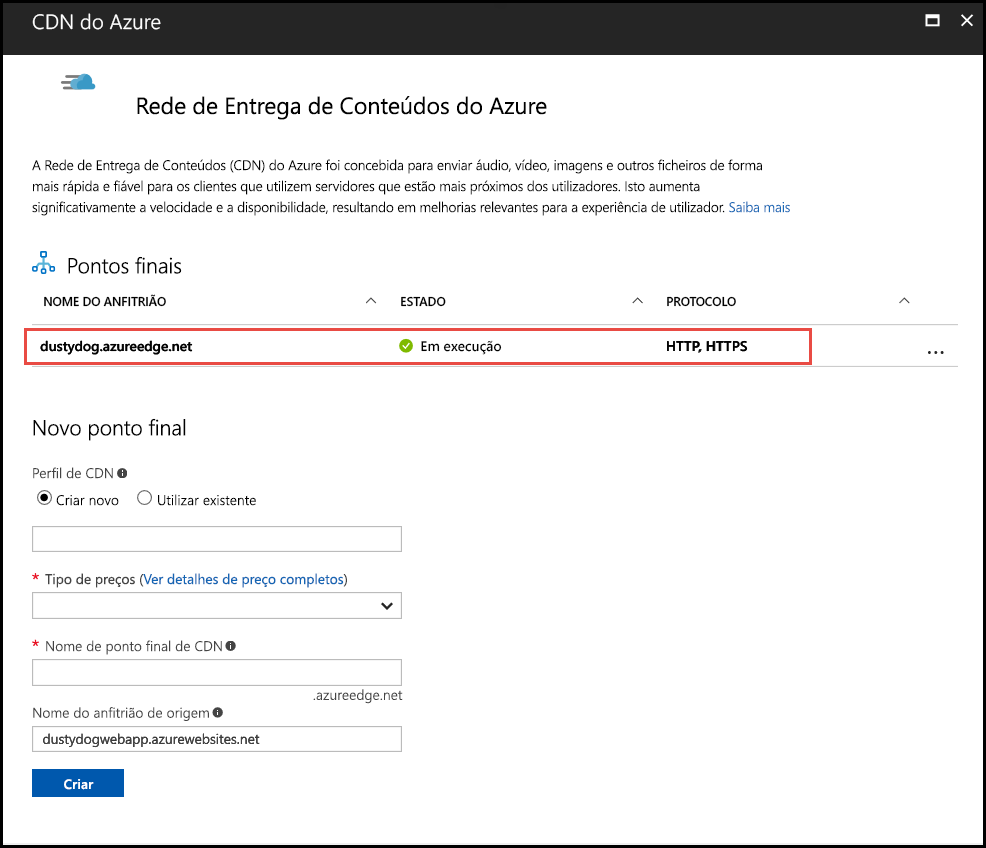 CDN do Azure
Rede de Entrega de Conteúdos do Azure
A Rede de Entrega de Conteúdos (CDN) do Azure foi concebida para enviar áudio, vídeo, imagens e outros ficheiros de forma
mais rápida e fiável para os clientes que utilizem servidores que estão mais próximos dos utilizadores. Isto aumenta
significativamente a velocidade e a disponibilidade, resultando em melhorias relevantes para a experiência de utilizador. Saiba mais
Pontos finais
NOME DO ANFITRIÃO ESTADO PROTOCOLO
dustydog.azureedge.net Em execução HTTP, HTTPS ...
Novo ponto final
Perfil de CDN
Criar novo Utilizar existente
* Tipo de preços (Ver detalhes de preço completos)
* Nome de ponto final de CDN
.azureedge.net
Nome do anfitrião de origem
dustydogwebapp.azurewebsites.net
Criar